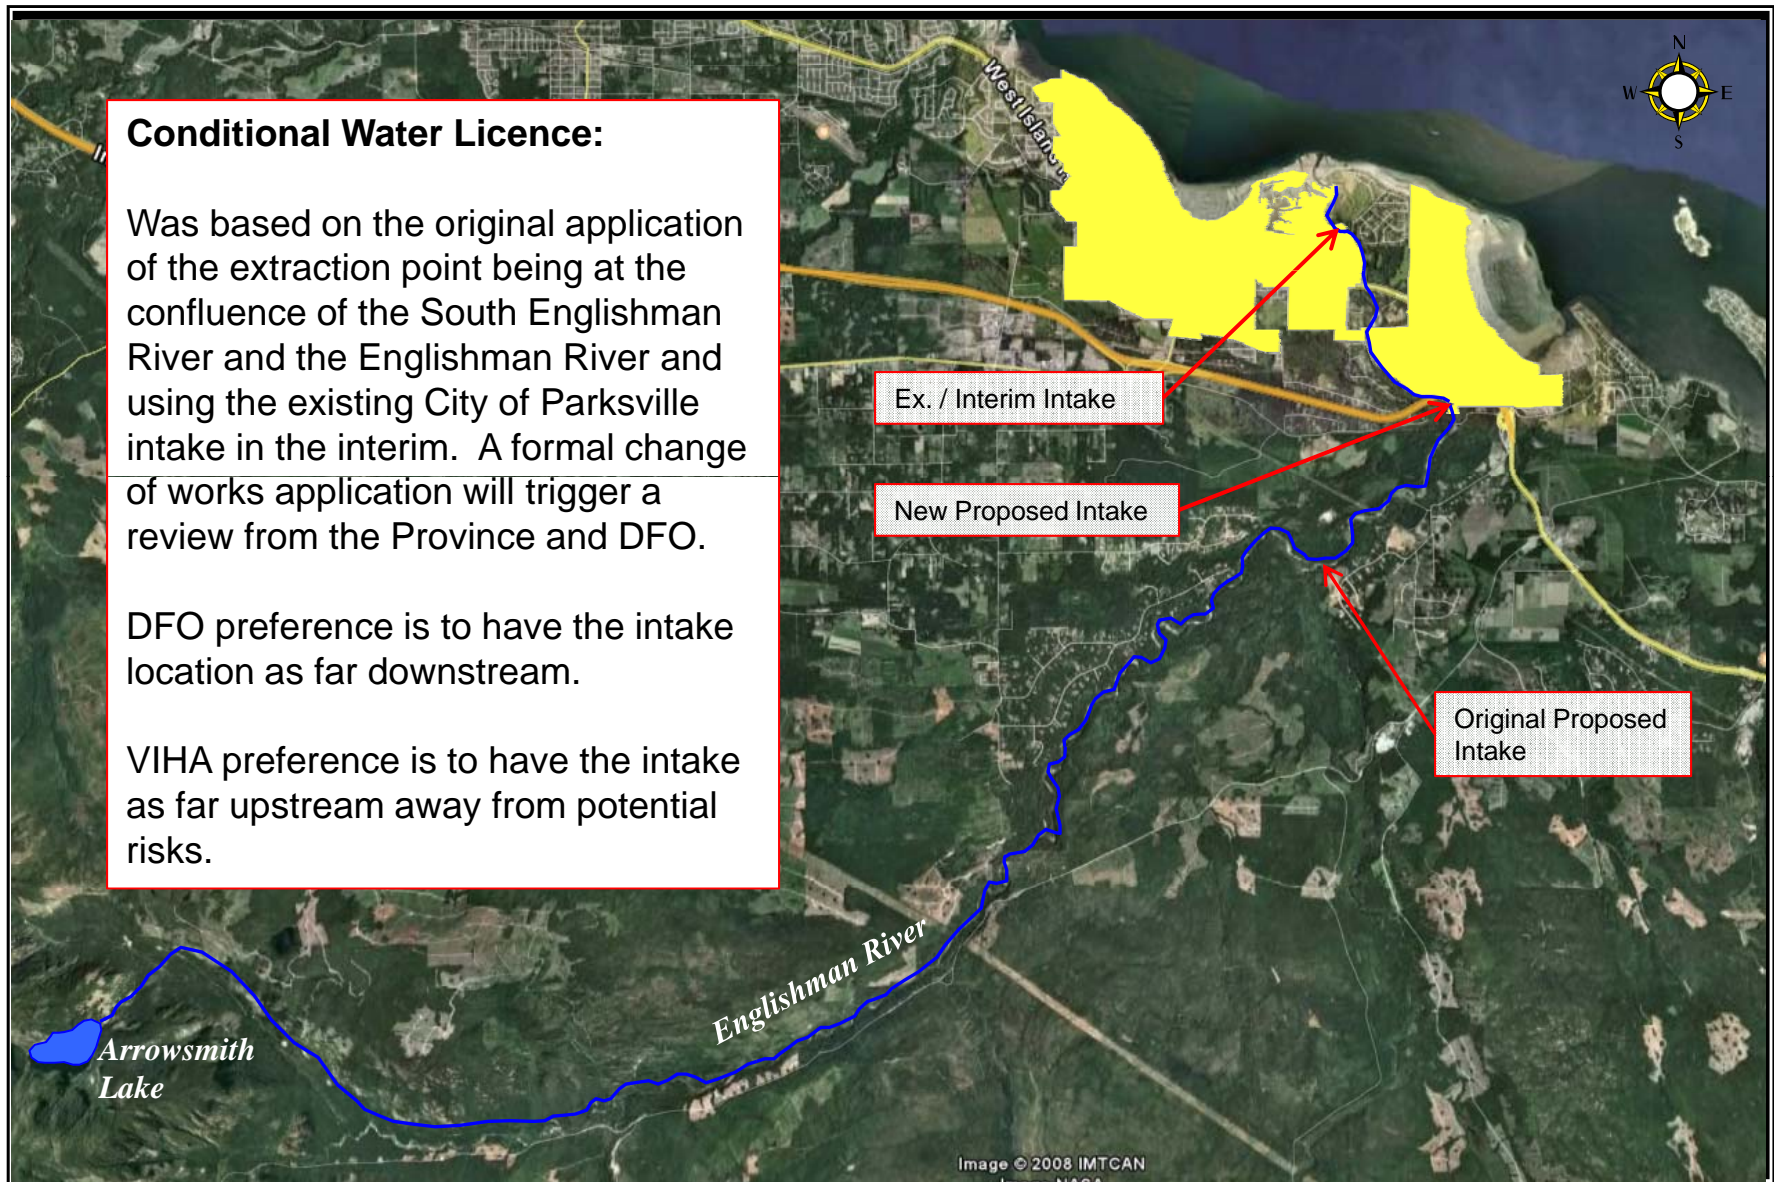 N
W E
S
West Island
Conditional Water Licence:
Was based on the original application
of the extraction point being at the
confluence of the South Englishman
River and the Englishman River and
using the existing City of Parksville
intake in the interim.  A formal change
of works application will trigger a
review from the Province and DFO.
DFO preference is to have the intake
location as far downstream.
VIHA preference is to have the intake
as far upstream away from potential
risks.
Ex. / Interim Intake
New Proposed Intake
Original Proposed
Intake
Englishman River
Arrowsmith
Lake
Image © 2008 IMTCAN